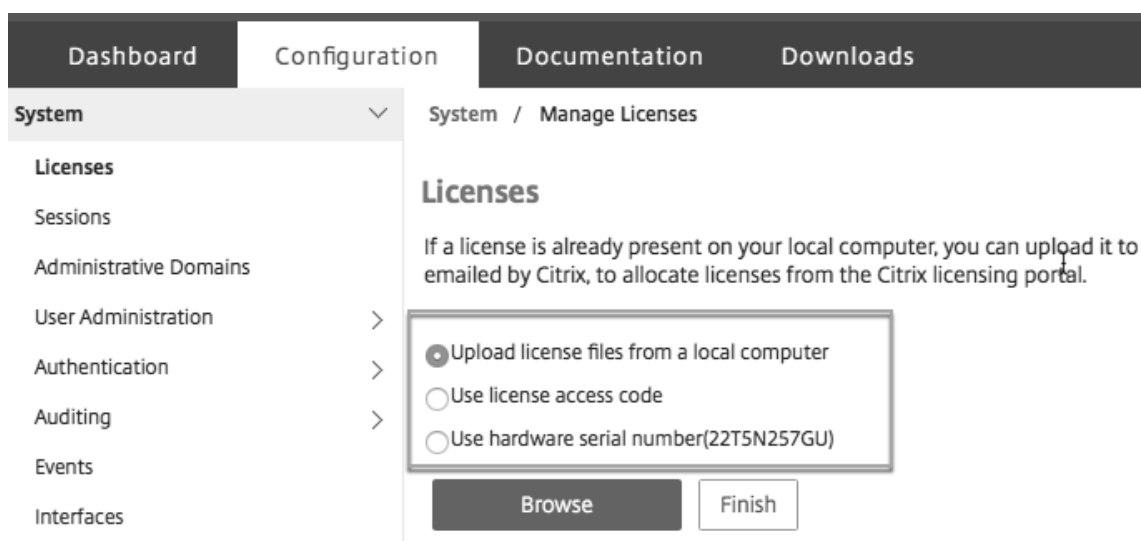 Dashboard Configuration Documentation Downloads
System
Licenses
Sessions
Administrative Domains
User Administration
Authentication
Auditing
Events
Interfaces
System / Manage Licenses
Licenses
If a license is already present on your local computer, you can upload it to
emailed by Citrix, to allocate licenses from the Citrix licensing portal.
Upload license files from a local computer
Use license access code
Use hardware serial number(22T5N257GU)
Browse Finish